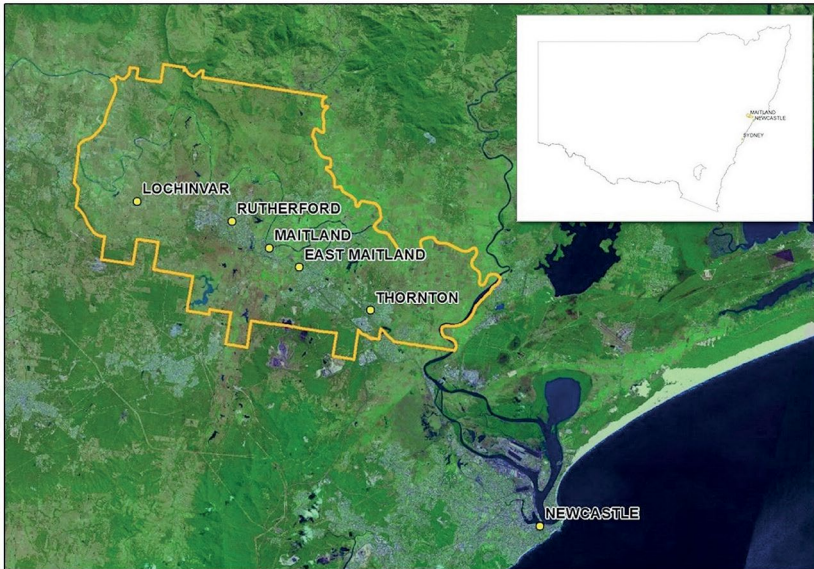 MAITLAND
NEWCASTLE
SYDNEY
LOCHINVAR
RUTHERFORD
MAITLAND
EAST MAITLAND
THORNTON
NEWCASTLE